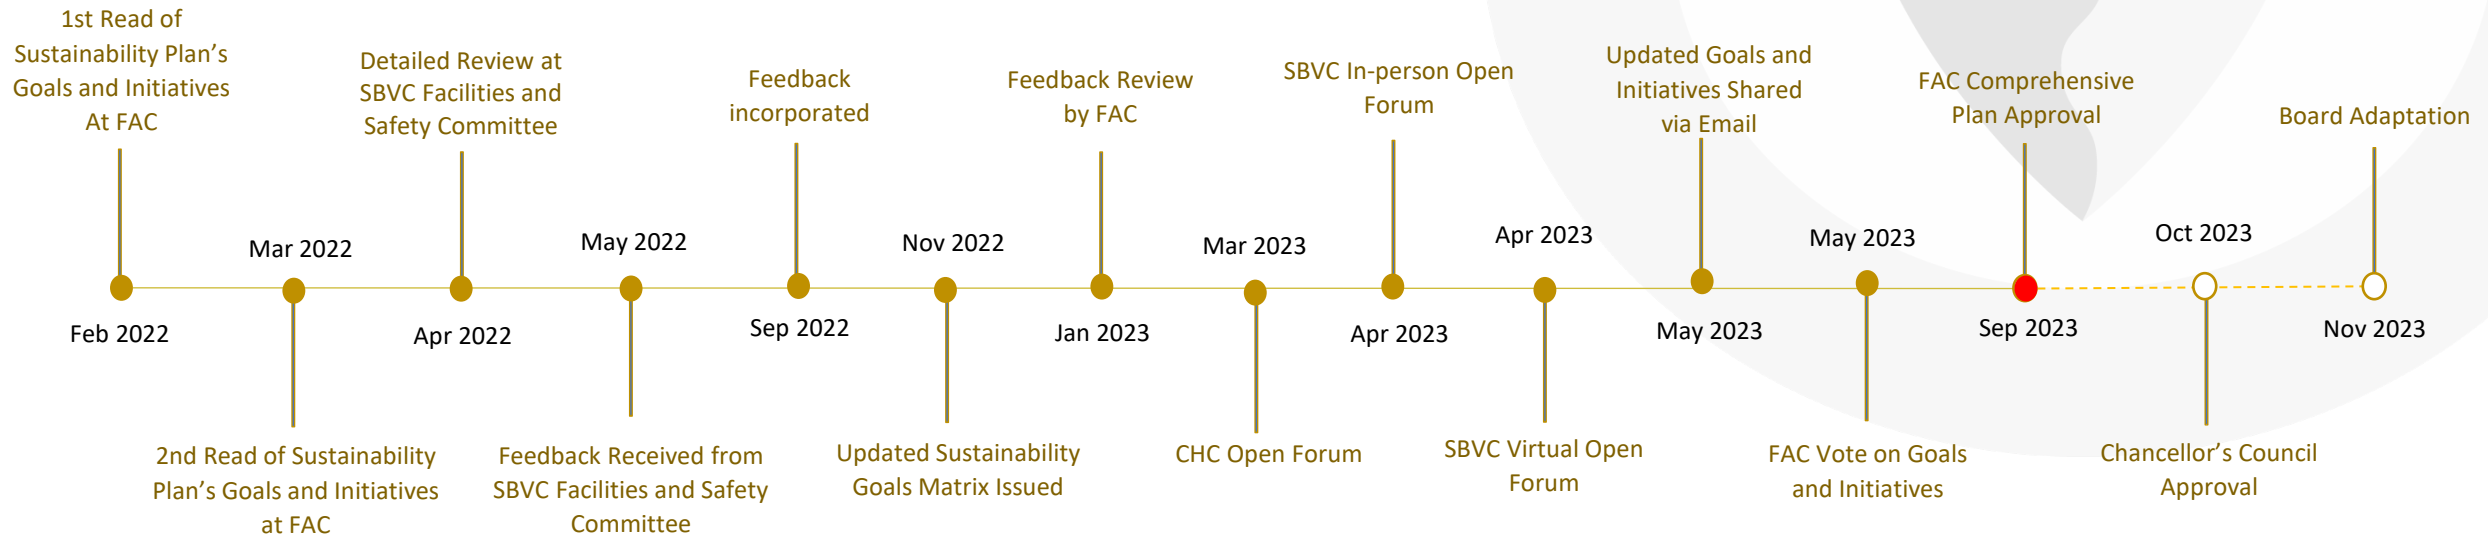 1st Read of
Sustainability Plan's
Goals and Initiatives
At FAC
Feb 2022
Mar 2022
2nd Read of Sustainability
Plan's Goals and Initiatives
at FAC
Detailed Review at
SBVC Facilities and
Safety Committee
Apr 2022
May 2022
Feedback Received from
SBVC Facilities and Safety
Committee
Feedback
incorporated
Sep 2022
Nov 2022
Updated Sustainability
Goals Matrix Issued
Feedback Review
by FAC
Jan 2023
Mar 2023
CHC Open Forum
SBVC In-person Open
Forum
Apr 2023
Apr 2023
SBVC Virtual Open
Forum
Updated Goals and
Initiatives Shared
via Email
May 2023
May 2023
FAC Vote on Goals
and Initiatives
FAC Comprehensive
Plan Approval
Sep 2023
Oct 2023
Chancellor's Council
Approval
Board Adaptation
Nov 2023